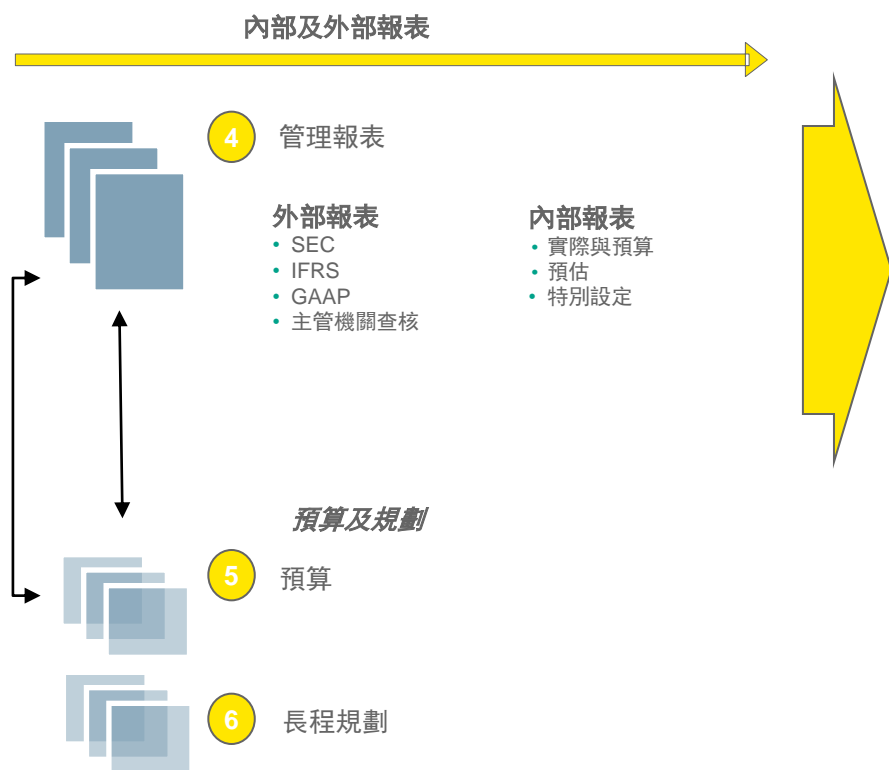 內部及外部報表
4
管理報表
外部報表
• SEC
• IFRS
• GAAP
• 主管機關查核
內部報表
• 實際與預算
• 預估
• 特別設定
預算及規劃
5
預算
6
長程規劃